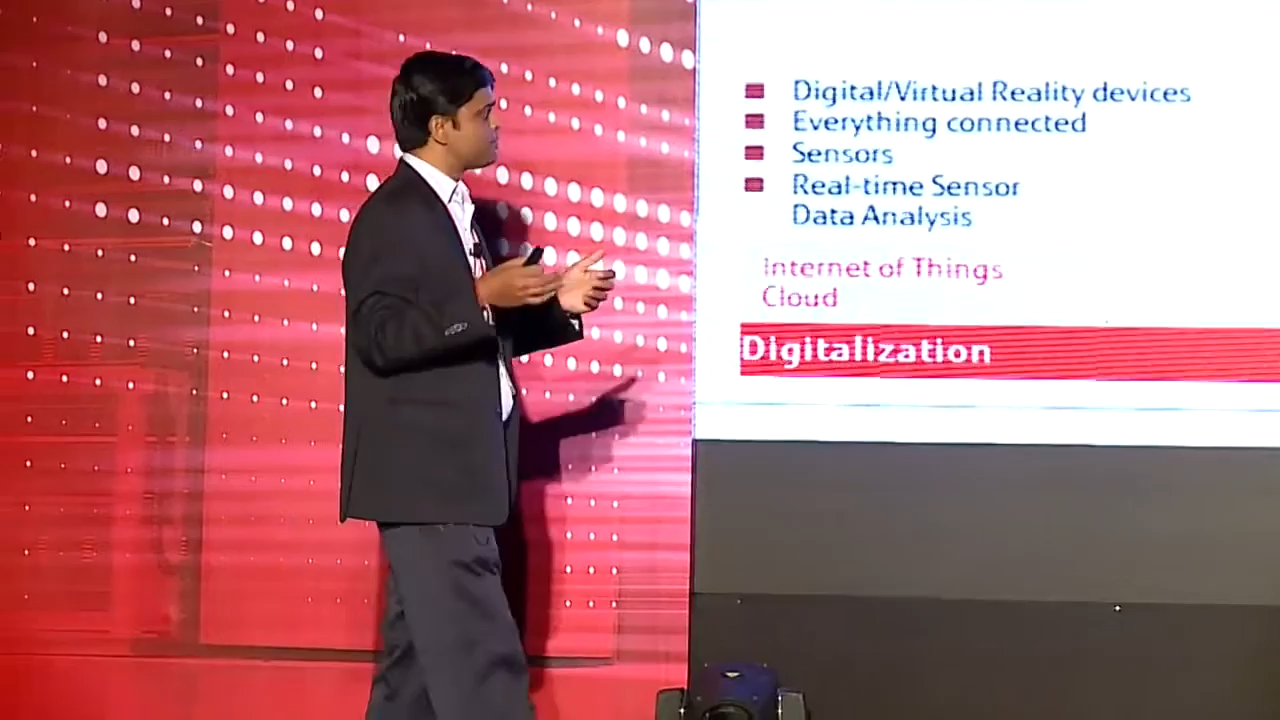 Digital/Virtual Reality devices
Everything connected
Sensors
Real-time Sensor
Data Analysis
Internet of Things
Cloud
Digitalization